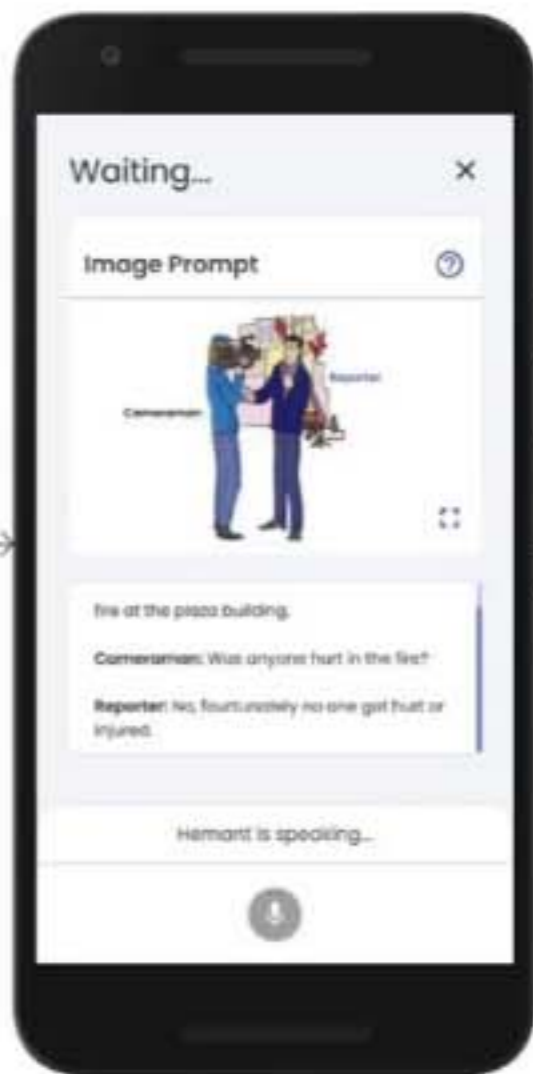 Waiting...
Image Prompt
Reporter
Cameraman
fire at the plaza building.
Cameraman: Was anyone hurt in the fire?
Reporter: No, fourtunately no one got hurt or
injured.
Hemant is speaking...